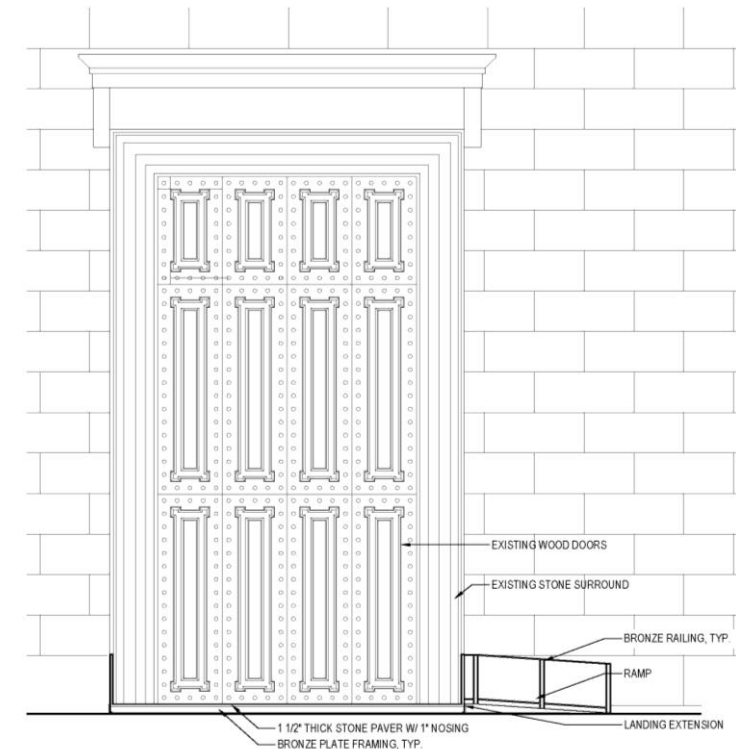 EXISTING WOOD DOORS
EXISTING STONE SURROUND
BRONZE RAILING, TYP.
RAMP
LANDING EXTENSION
1 1/2" THICK STONE PAVER W/ 1" NOSING
BRONZE PLATE FRAMING, TYP.